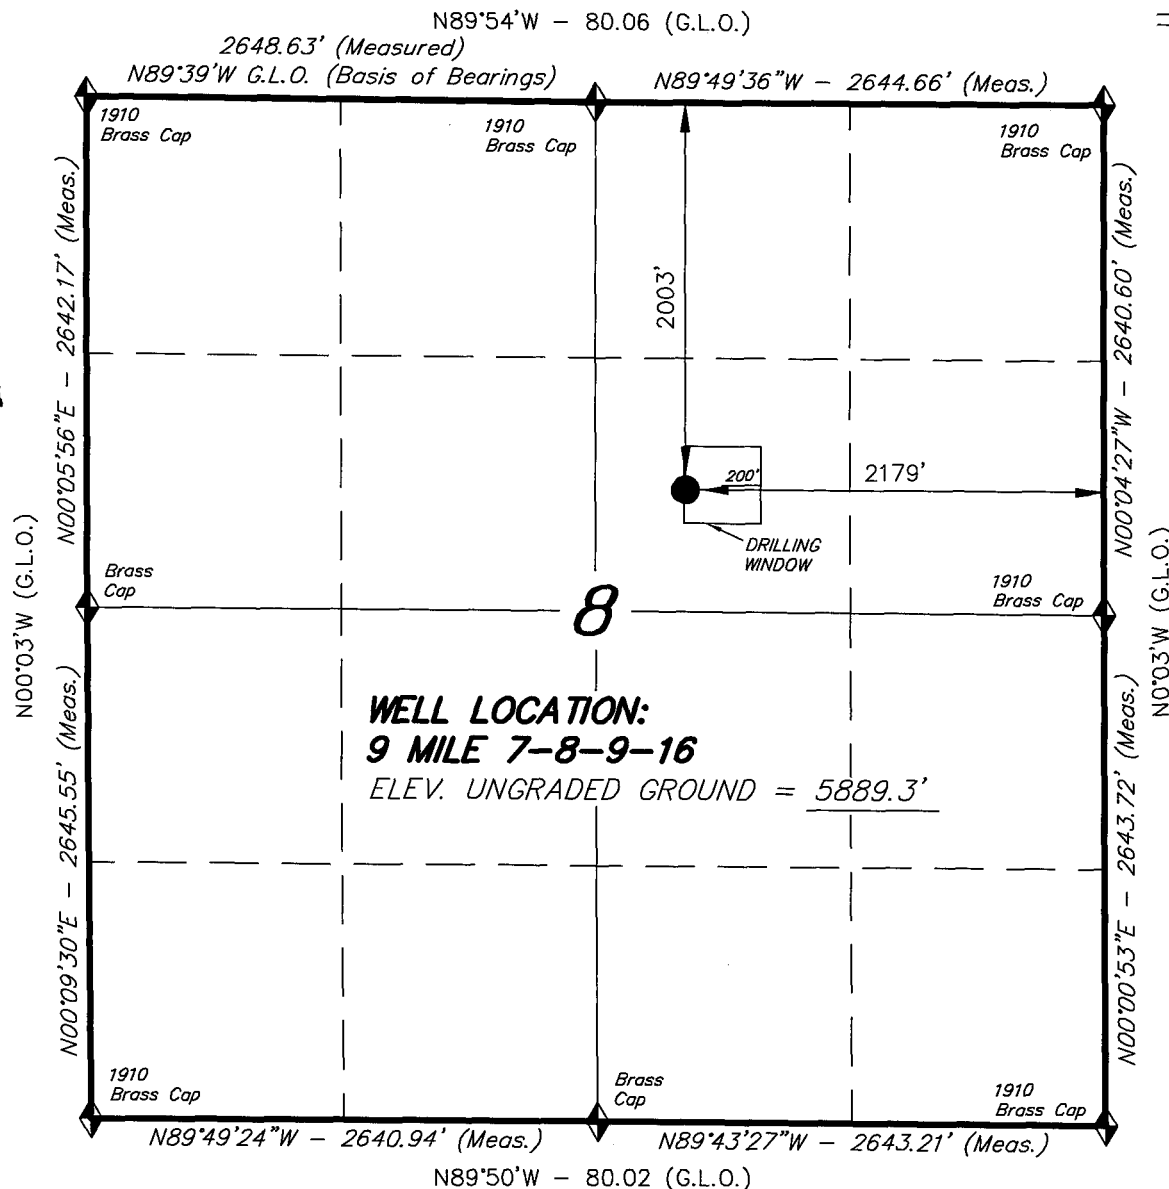 N89°54'W - 80.06 (G.L.O.)
2648.63' (Measured)
N89°39'W G.L.O. (Basis of Bearings)
N89°49'36"W - 2644.66' (Meas.)
1910
Brass Cap
1910
Brass Cap
1910
Brass Cap
N00°05'56"E - 2642.17' (Meas.)
2003'
N00°04'27"W - 2640.60' (Meas.)
200'
2179'
DRILLING
WINDOW
N00°03'W (G.L.O.)
Brass
Cap
1910
Brass Cap
N0°03'W (G.L.O.)
8
WELL LOCATION:
9 MILE 7-8-9-16
ELEV. UNGRADED GROUND = 5889.3'
N00°09'30"E - 2645.55' (Meas.)
N00°00'53"E - 2643.72' (Meas.)
1910
Brass Cap
Brass
Cap
1910
Brass Cap
N89°49'24"W - 2640.94' (Meas.)
N89°43'27"W - 2643.21' (Meas.)
N89°50'W - 80.02 (G.L.O.)